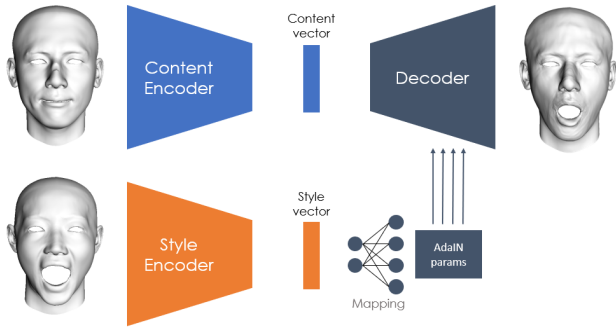 Content
vector
Content
Encoder
Decoder
Style
vector
Style
Encoder
AdaIN
params
Mapping